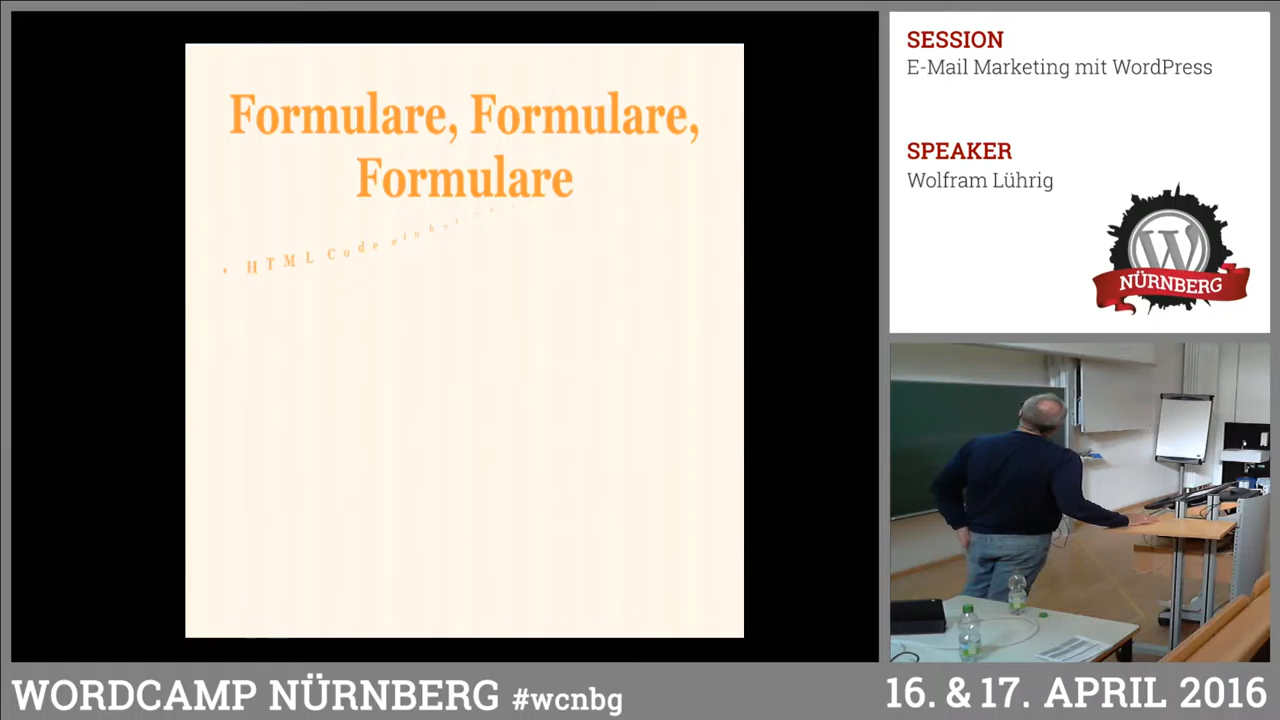 Formulare, Formulare,
Formulare
• HTML Code
SESSION
E-Mail Marketing mit WordPress
SPEAKER
Wolfram Lührig
W
NÜRNBERG
WORDCAMP NÜRNBERG #wcnbg
16. & 17. APRIL 2016